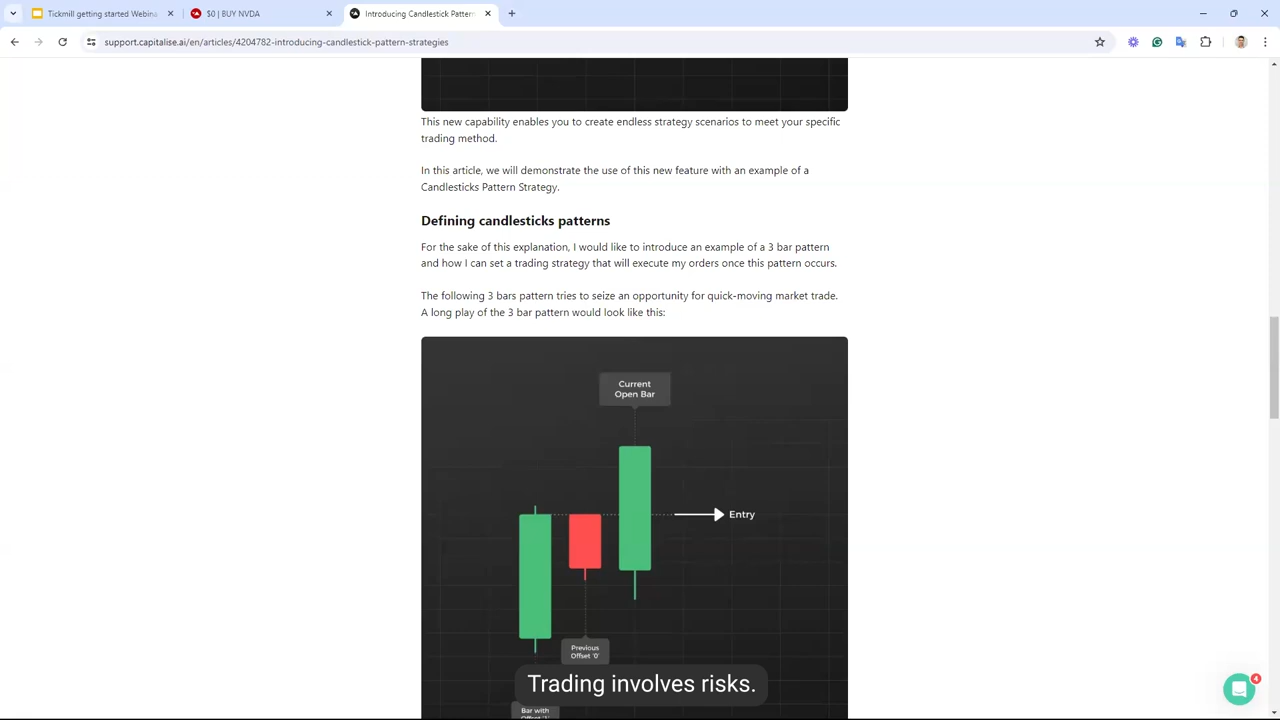 Tickmill getting started Webina
$0 | BUY NVDA
Introducing Candlestick Pattern
support.capitalise.ai/en/articles/4204782-introducing-candlestick-pattern-strategies
This new capability enables you to create endless strategy scenarios to meet your specific
trading method.
In this article, we will demonstrate the use of this new feature with an example of a
Candlesticks Pattern Strategy.
Defining candlesticks patterns
For the sake of this explanation, I would like to introduce an example of a 3 bar pattern
and how I can set a trading strategy that will execute my orders once this pattern occurs.
The following 3 bars pattern tries to seize an opportunity for quick-moving market trade.
A long play of the 3 bar pattern would look like this:
Current
Open Bar
Entry
Previous
Offset '0'
Trading involves risks.
4
Bar with